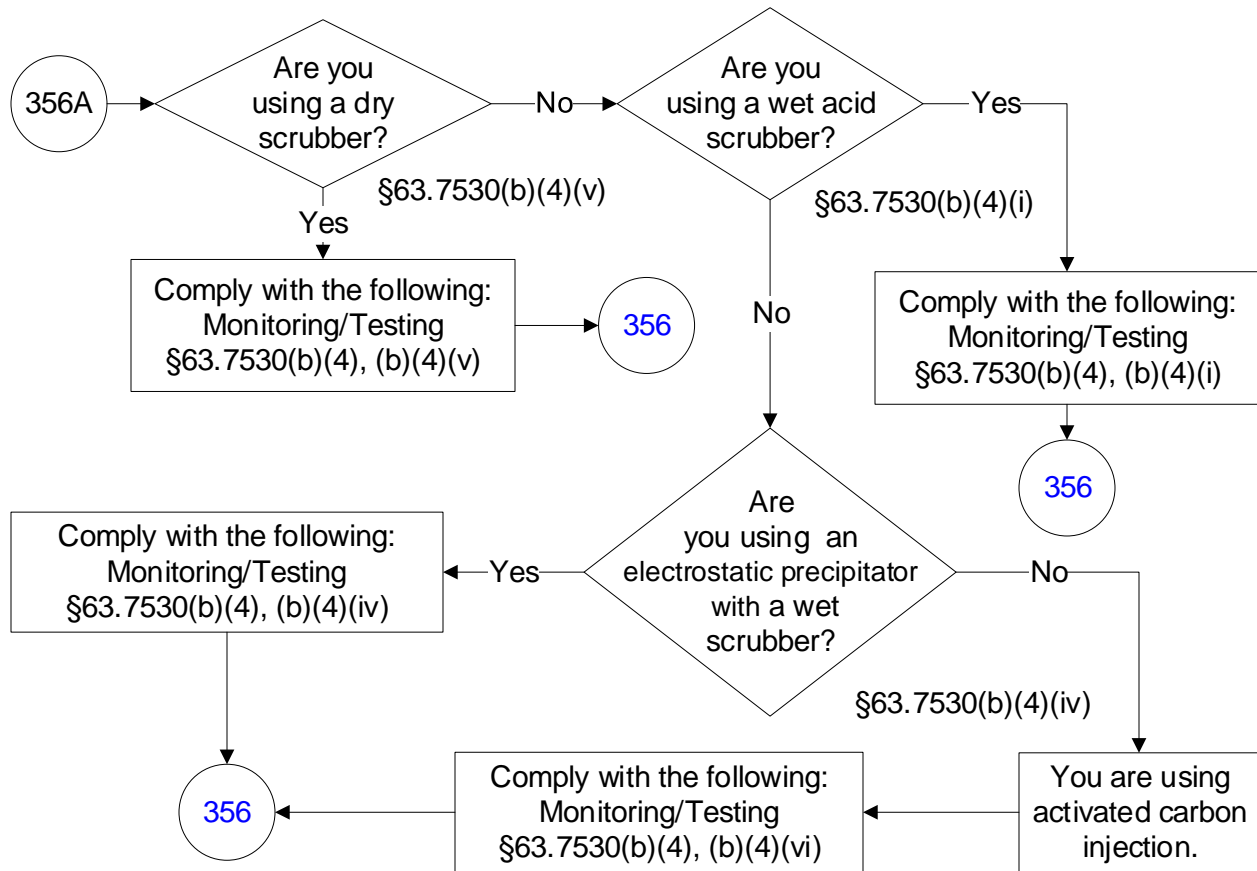 356A
Are you
using a dry
scrubber?
No
Are you
using a wet acid
scrubber?
Yes
§63.7530(b)(4)(v)
§63.7530(b)(4)(i)
Yes
Comply with the following:
Monitoring/Testing
§63.7530(b)(4), (b)(4)(v)
356
No
Comply with the following:
Monitoring/Testing
§63.7530(b)(4), (b)(4)(i)
356
Are
you using an
electrostatic precipitator
with a wet
scrubber?
Yes
No
Comply with the following:
Monitoring/Testing
§63.7530(b)(4), (b)(4)(iv)
§63.7530(b)(4)(iv)
You are using
activated carbon
injection.
Comply with the following:
Monitoring/Testing
§63.7530(b)(4), (b)(4)(vi)
356